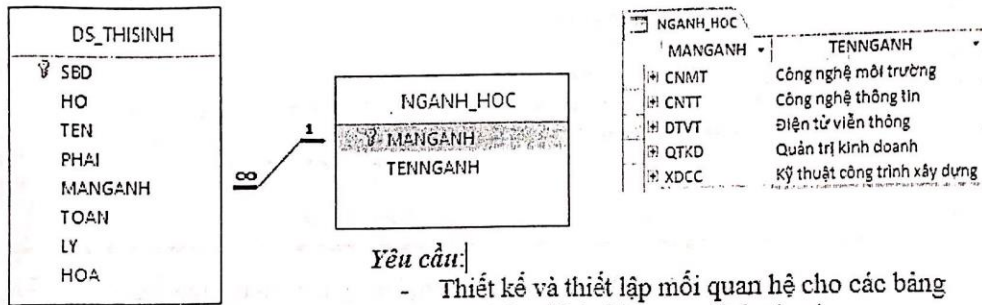 DS_THISINH
SBD
HO
TEN
PHAI
MANGANH
TOAN
LY
HOA
∞
1
NGANH_HOC
MANGANH
TENNGANH
NGANH_HOC
MANGANH TENNGANH
CNMT Công nghệ môi trường
CNTT Công nghệ thông tin
DTVT Điện tử viễn thông
QTKD Quản trị kinh doanh
XDCC Kỹ thuật công trình xây dựng
Yêu cầu:
- Thiết kế và thiết lập mối quan hệ cho các bảng